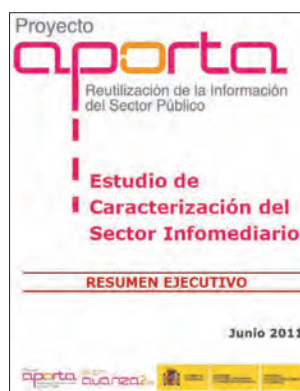 Proyecto
aporta
Reutilización de la Información
del Sector Público
Estudio de
Caracterización del
Sector Infomediario
RESUMEN EJECUTIVO
Junio 2011
aporta
avanza2